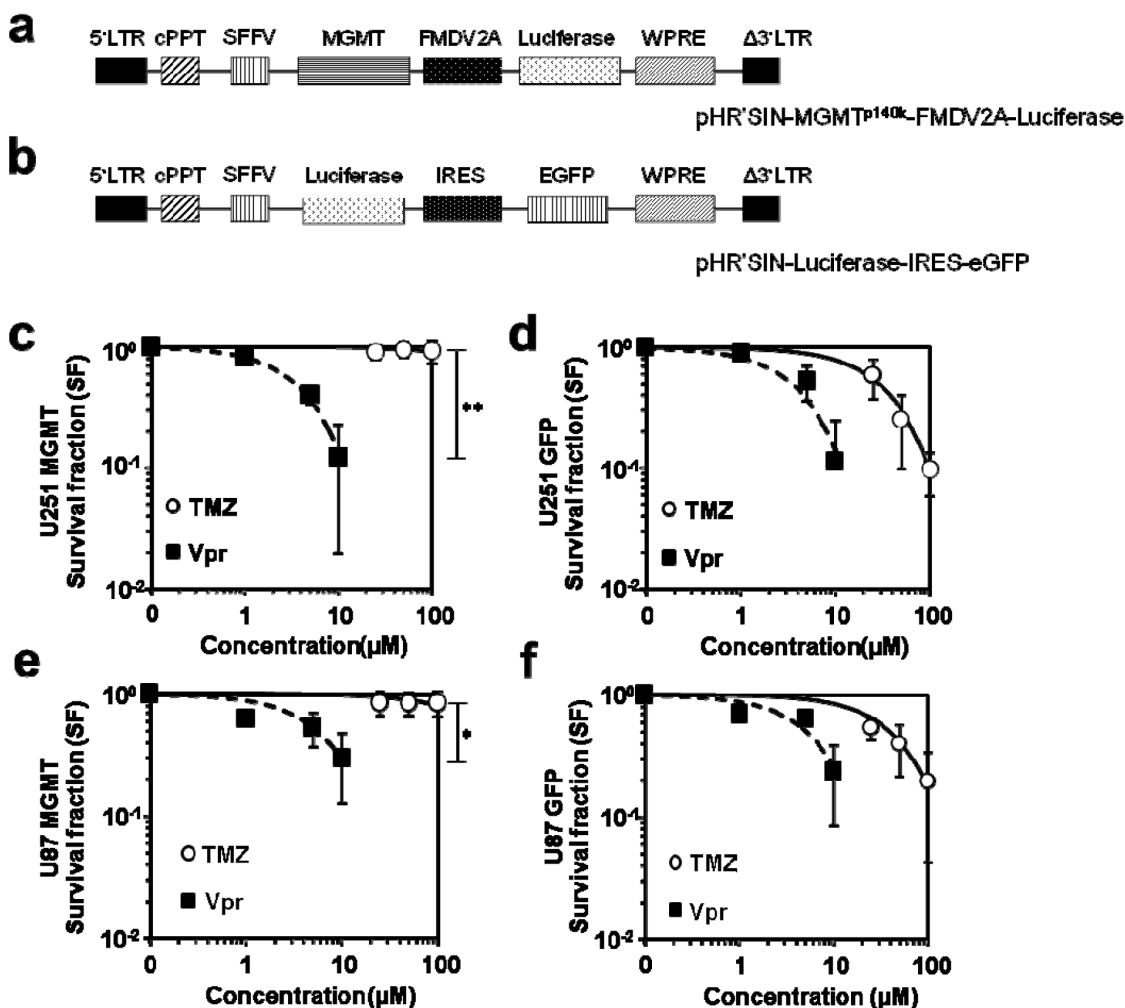 a
5'LTR cPPT SFFV MGMT FMDV2A Luciferase WPRE Δ3'LTR
pHR'SIN-MGMTᵖ¹⁴⁰ᵏ-FMDV2A-Luciferase
b
5'LTR cPPT SFFV Luciferase IRES EGFP WPRE Δ3'LTR
pHR'SIN-Luciferase-IRES-eGFP
c
U251 MGMT
Survival fraction (SF)
10⁰
10⁻¹
10⁻²
TMZ
Vpr
**
0 1 10 100
Concentration(µM)
d
U251 GFP
Survival fraction (SF)
10⁰
10⁻¹
10⁻²
TMZ
Vpr
0 1 10 100
Concentration(µM)
e
U87 MGMT
Survival fraction (SF)
10⁰
10⁻¹
10⁻²
TMZ
Vpr
*
0 1 10 100
Concentration(µM)
f
U87 GFP
Survival fraction (SF)
10⁰
10⁻¹
10⁻²
TMZ
Vpr
0 1 10 100
Concentration (µM)